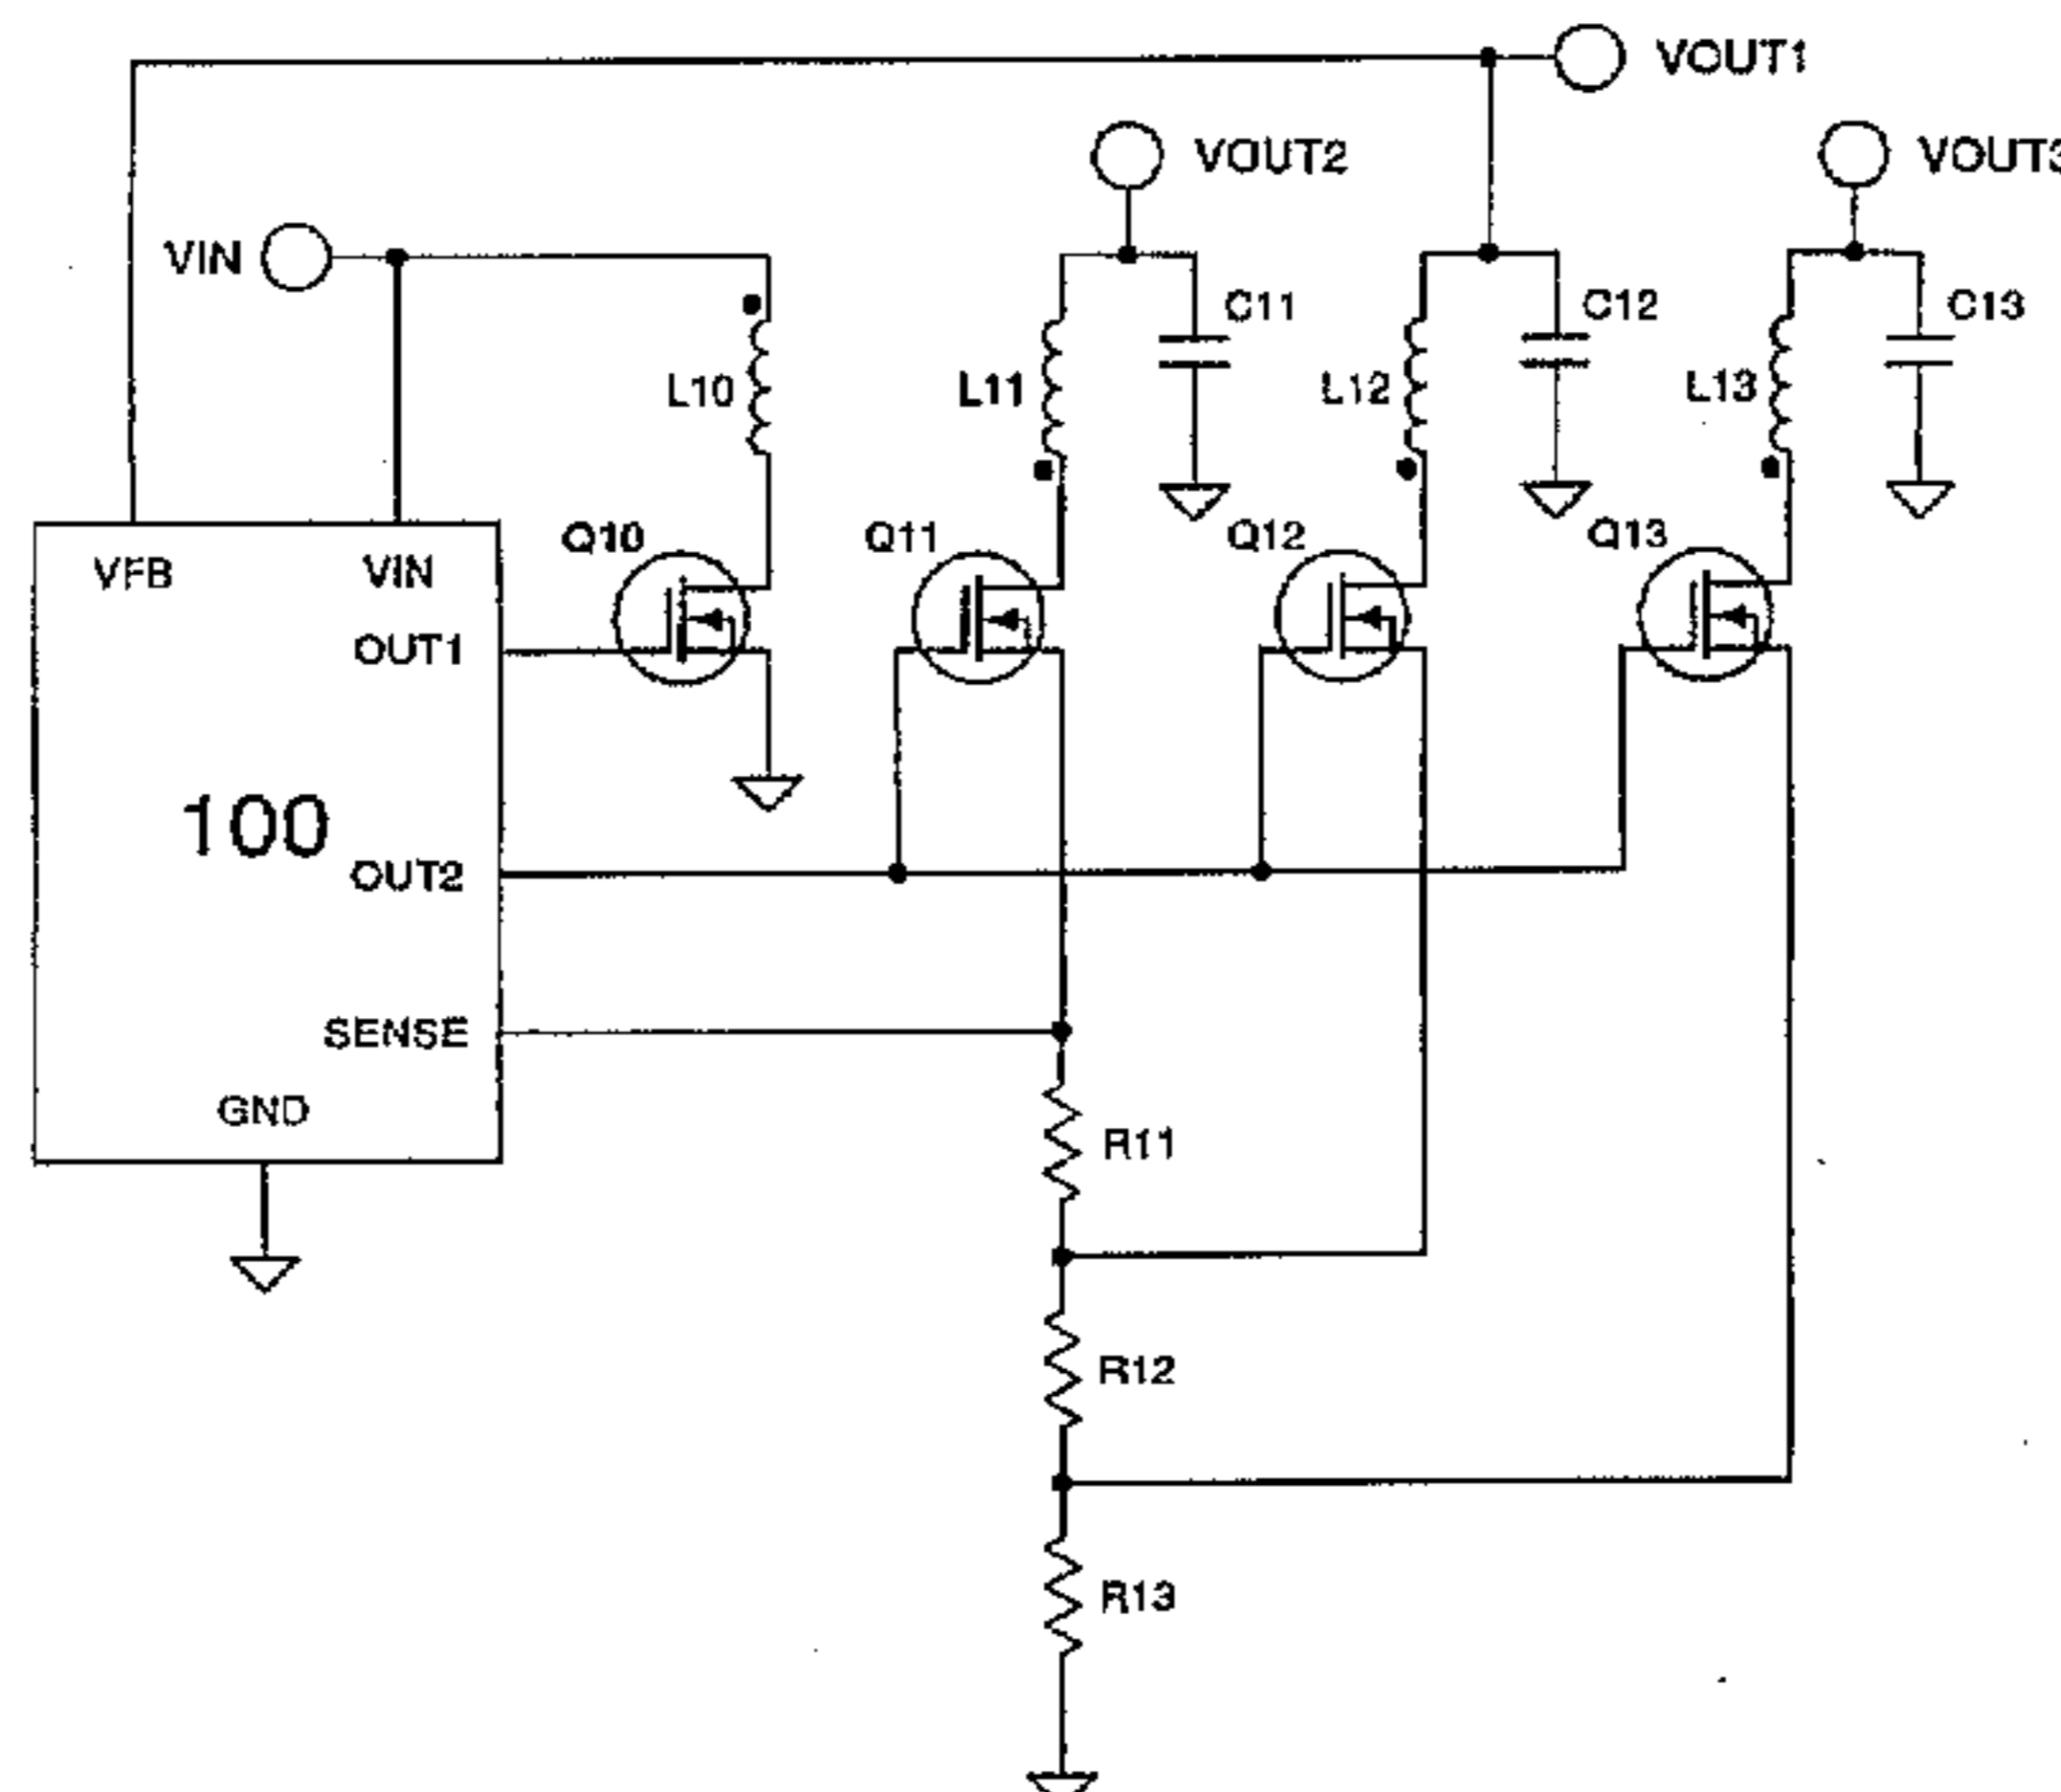 VOUT1
VOUT2
VOUT3
VIN
C11
C12
C13
L10
L11
L12
L13
Q10
Q11
Q12
Q13
VFB
VIN
OUT1
100
OUT2
SENSE
GND
R11
R12
R13